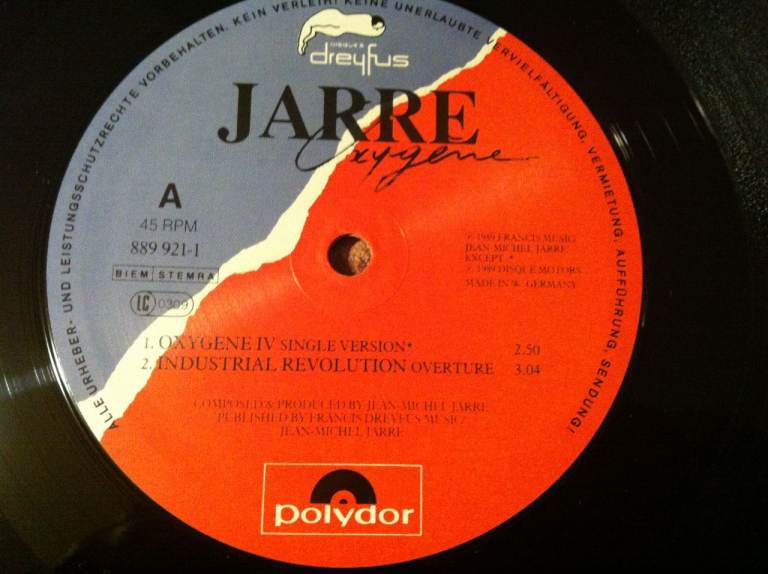 ALLE URHEBER- UND LEISTUNGSSCHUTZRECHTE VORBEHALTEN. KEIN VERLEIH! KEINE UNERLAUBTE VERVIELFÄLTIGUNG, VERMIETUNG, AUFFÜHRUNG, SENDUNG!
disques
dreyfus
JARRE
Oxygene
A
45 RPM
889 921-1
BIEM STEMRA
LC 0309
℗ 1989 FRANCIS MUSIC/
JEAN-MICHEL JARRE
EXCEPT *
℗ 1989 DISQUE MOTORS
MADE IN W. GERMANY
1. OXYGENE IV SINGLE VERSION* 2.50
2. INDUSTRIAL REVOLUTION OVERTURE 3.04
COMPOSED & PRODUCED BY JEAN-MICHEL JARRE
PUBLISHED BY FRANCIS DREYFUS MUSIC/
JEAN-MICHEL JARRE
polydor